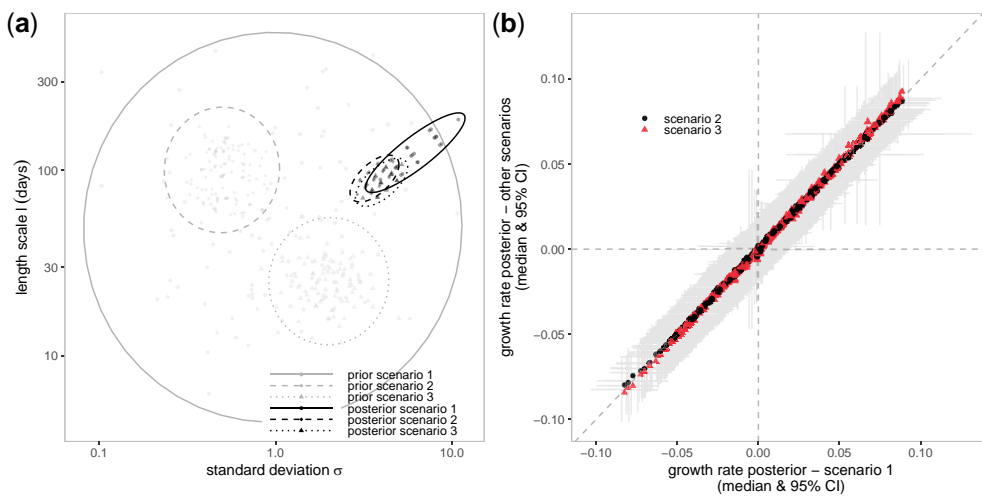 (a)
300
100
30
10
length scale l (days)
prior scenario 1
prior scenario 2
prior scenario 3
posterior scenario 1
posterior scenario 2
posterior scenario 3
0.1
1.0
10.0
standard deviation σ
(b)
growth rate posterior – other scenarios
(median & 95% CI)
0.10
0.05
0.00
−0.05
−0.10
scenario 2
scenario 3
−0.10
−0.05
0.00
0.05
0.10
growth rate posterior – scenario 1
(median & 95% CI)